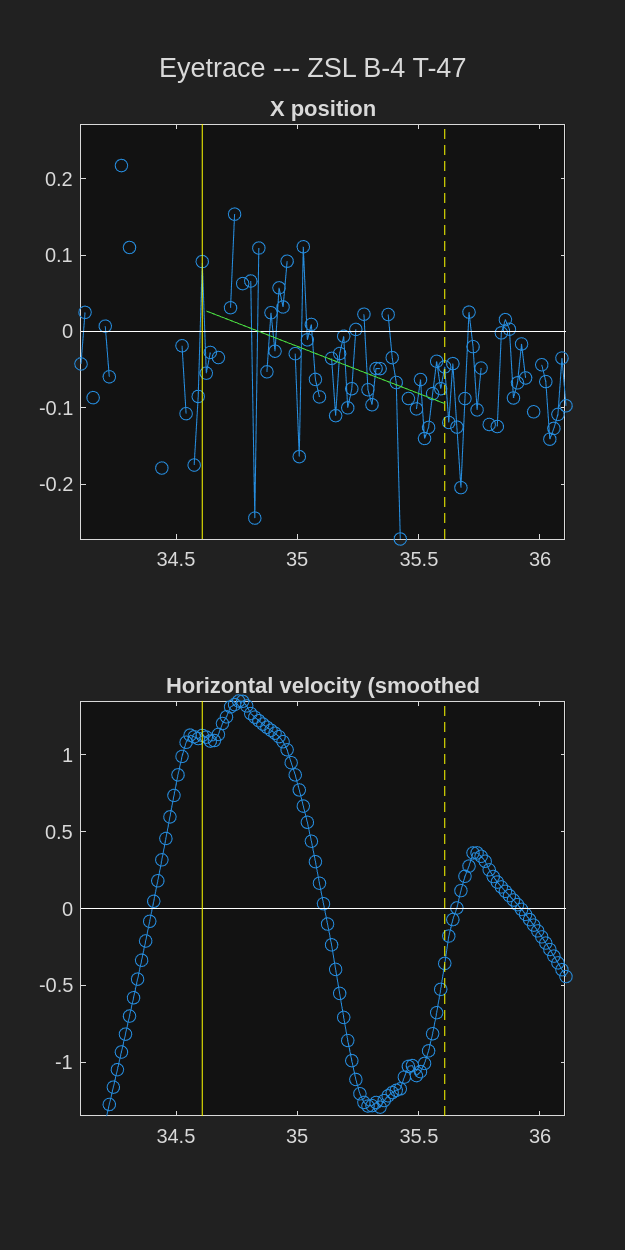 Eyetrace --- ZSL B-4 T-47
X position
0.2
0.1
0
-0.1
-0.2
34.5 35 35.5 36
Horizontal velocity (smoothed
1
0.5
0
-0.5
-1
34.5 35 35.5 36